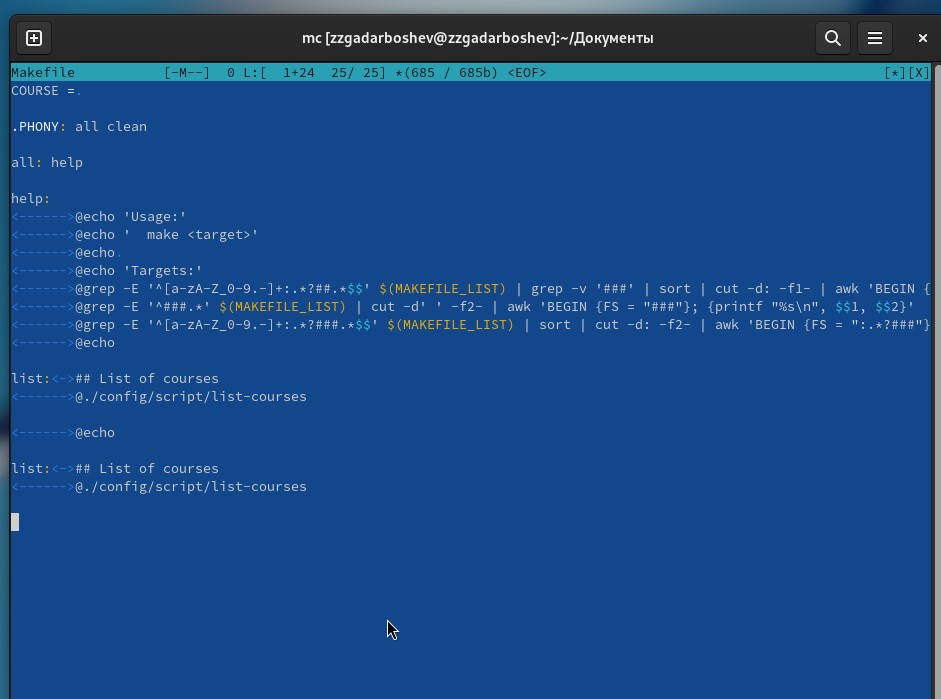 mc [zzgadarboshev@zzgadarboshev]:~/Документы
Makefile           [-M--]  0 L:[  1+24  25/ 25] *(685 / 685b) <EOF>                                          [*][X]
COURSE =.
.PHONY: all clean
all: help
help:
<------>@echo 'Usage:'
<------>@echo '  make <target>'
<------>@echo.
<------>@echo 'Targets:'
<------>@grep -E '^[a-zA-Z_0-9.-]+:.*?##.*$$' $(MAKEFILE_LIST) | grep -v '###' | sort | cut -d: -f1- | awk 'BEGIN {
<------>@grep -E '^###.*' $(MAKEFILE_LIST) | cut -d' ' -f2- | awk 'BEGIN {FS = "###"}; {printf "%s\n", $$1, $$2}'
<------>@grep -E '^[a-zA-Z_0-9.-]+:.*?###.*$$' $(MAKEFILE_LIST) | sort | cut -d: -f2- | awk 'BEGIN {FS = ":.*?###"}
<------>@echo
list:<->## List of courses
<------>@./config/script/list-courses
<------>@echo
list:<->## List of courses
<------>@./config/script/list-courses